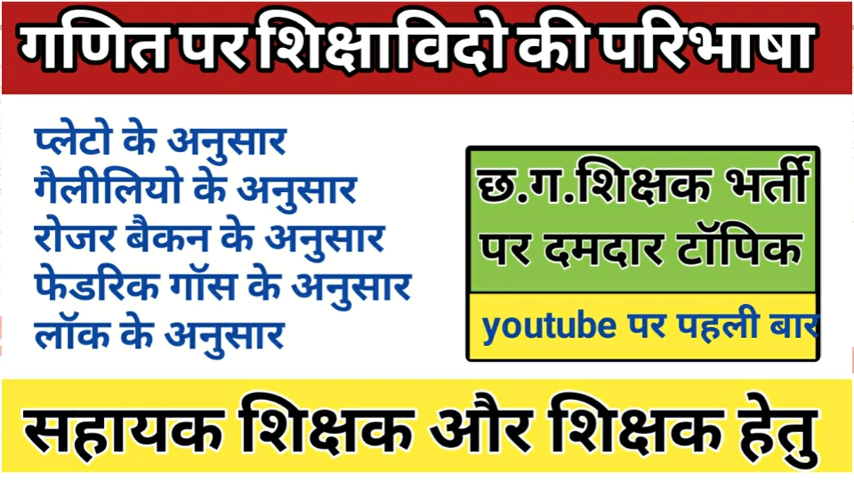 गणित पर शिक्षाविदो की परिभाषा
प्लेटो के अनुसार
गैलीलियो के अनुसार
रोजर बैकन के अनुसार
फेडरिक गॉस के अनुसार
लॉक के अनुसार
छ.ग.शिक्षक भर्ती
पर दमदार टॉपिक
youtube पर पहली बार
सहायक शिक्षक और शिक्षक हेतु